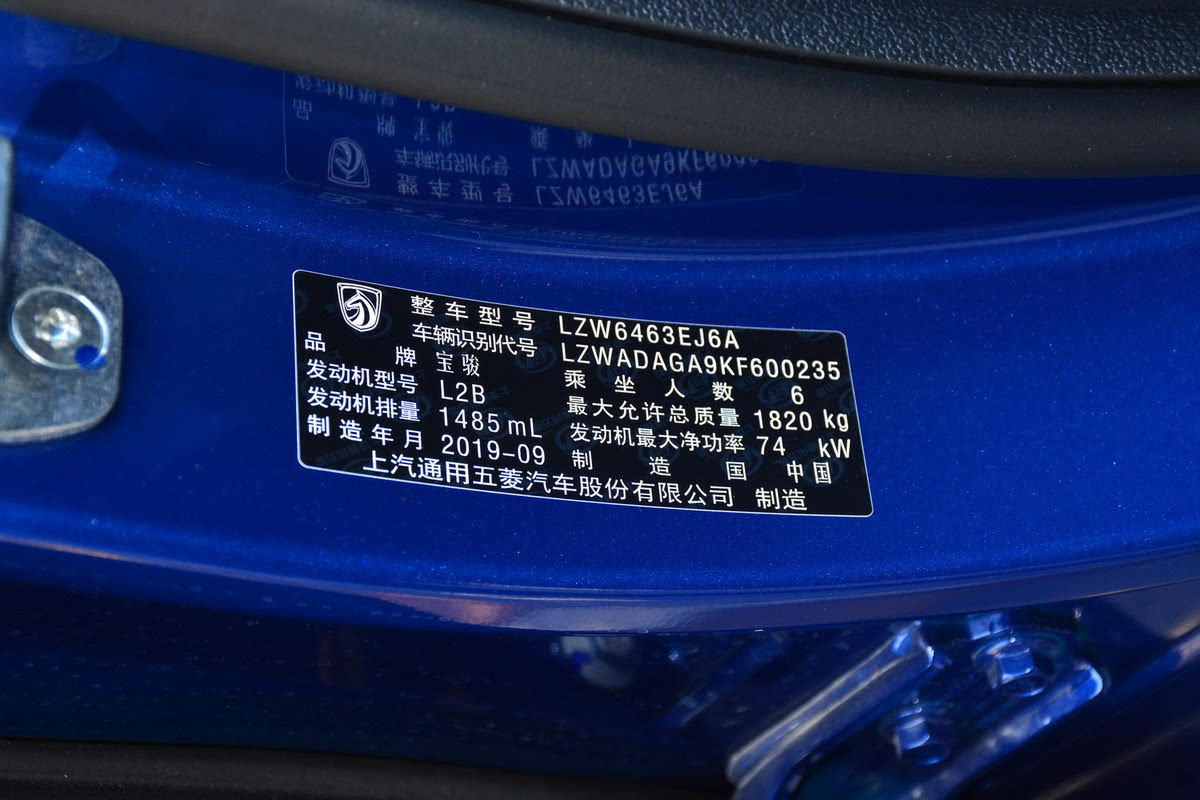 整车型号 LZW6463EJ6A
车辆识别代号 LZWADAGA9KF600235
品牌 宝骏 乘坐人数 6
发动机型号 L2B 最大允许总质量 1820 kg
发动机排量 1485 mL 发动机最大净功率 74 kW
制造年月 2019-09 制造国 中国
上汽通用五菱汽车股份有限公司 制造